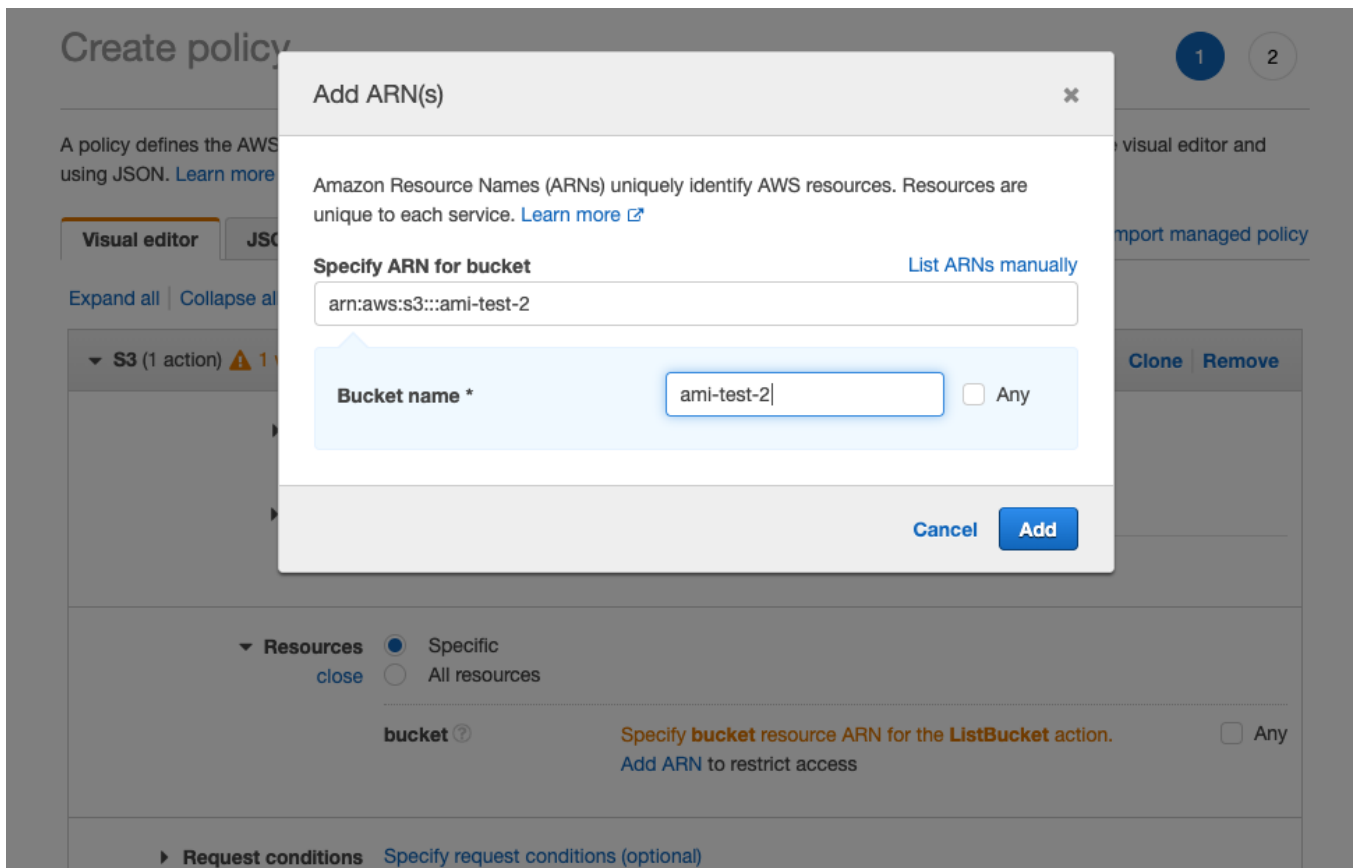 Create policy
1
2
Add ARN(s)
A policy defines the AWS
visual editor and
using JSON. Learn more
Amazon Resource Names (ARNs) uniquely identify AWS resources. Resources are
unique to each service. Learn more
Visual editor
import managed policy
Specify ARN for bucket
List ARNs manually
Expand all
Collapse
arn:aws:s3:::ami-test-2
S3 (1 action)
1
Clone
Remove
Bucket name *
ami-test-2
Any
Cancel
Add
Resources
Specific
close
All resources
bucket
Specify bucket resource ARN for the ListBucket action.
Any
Add ARN to restrict access
Request conditions
Specify request conditions (optional)